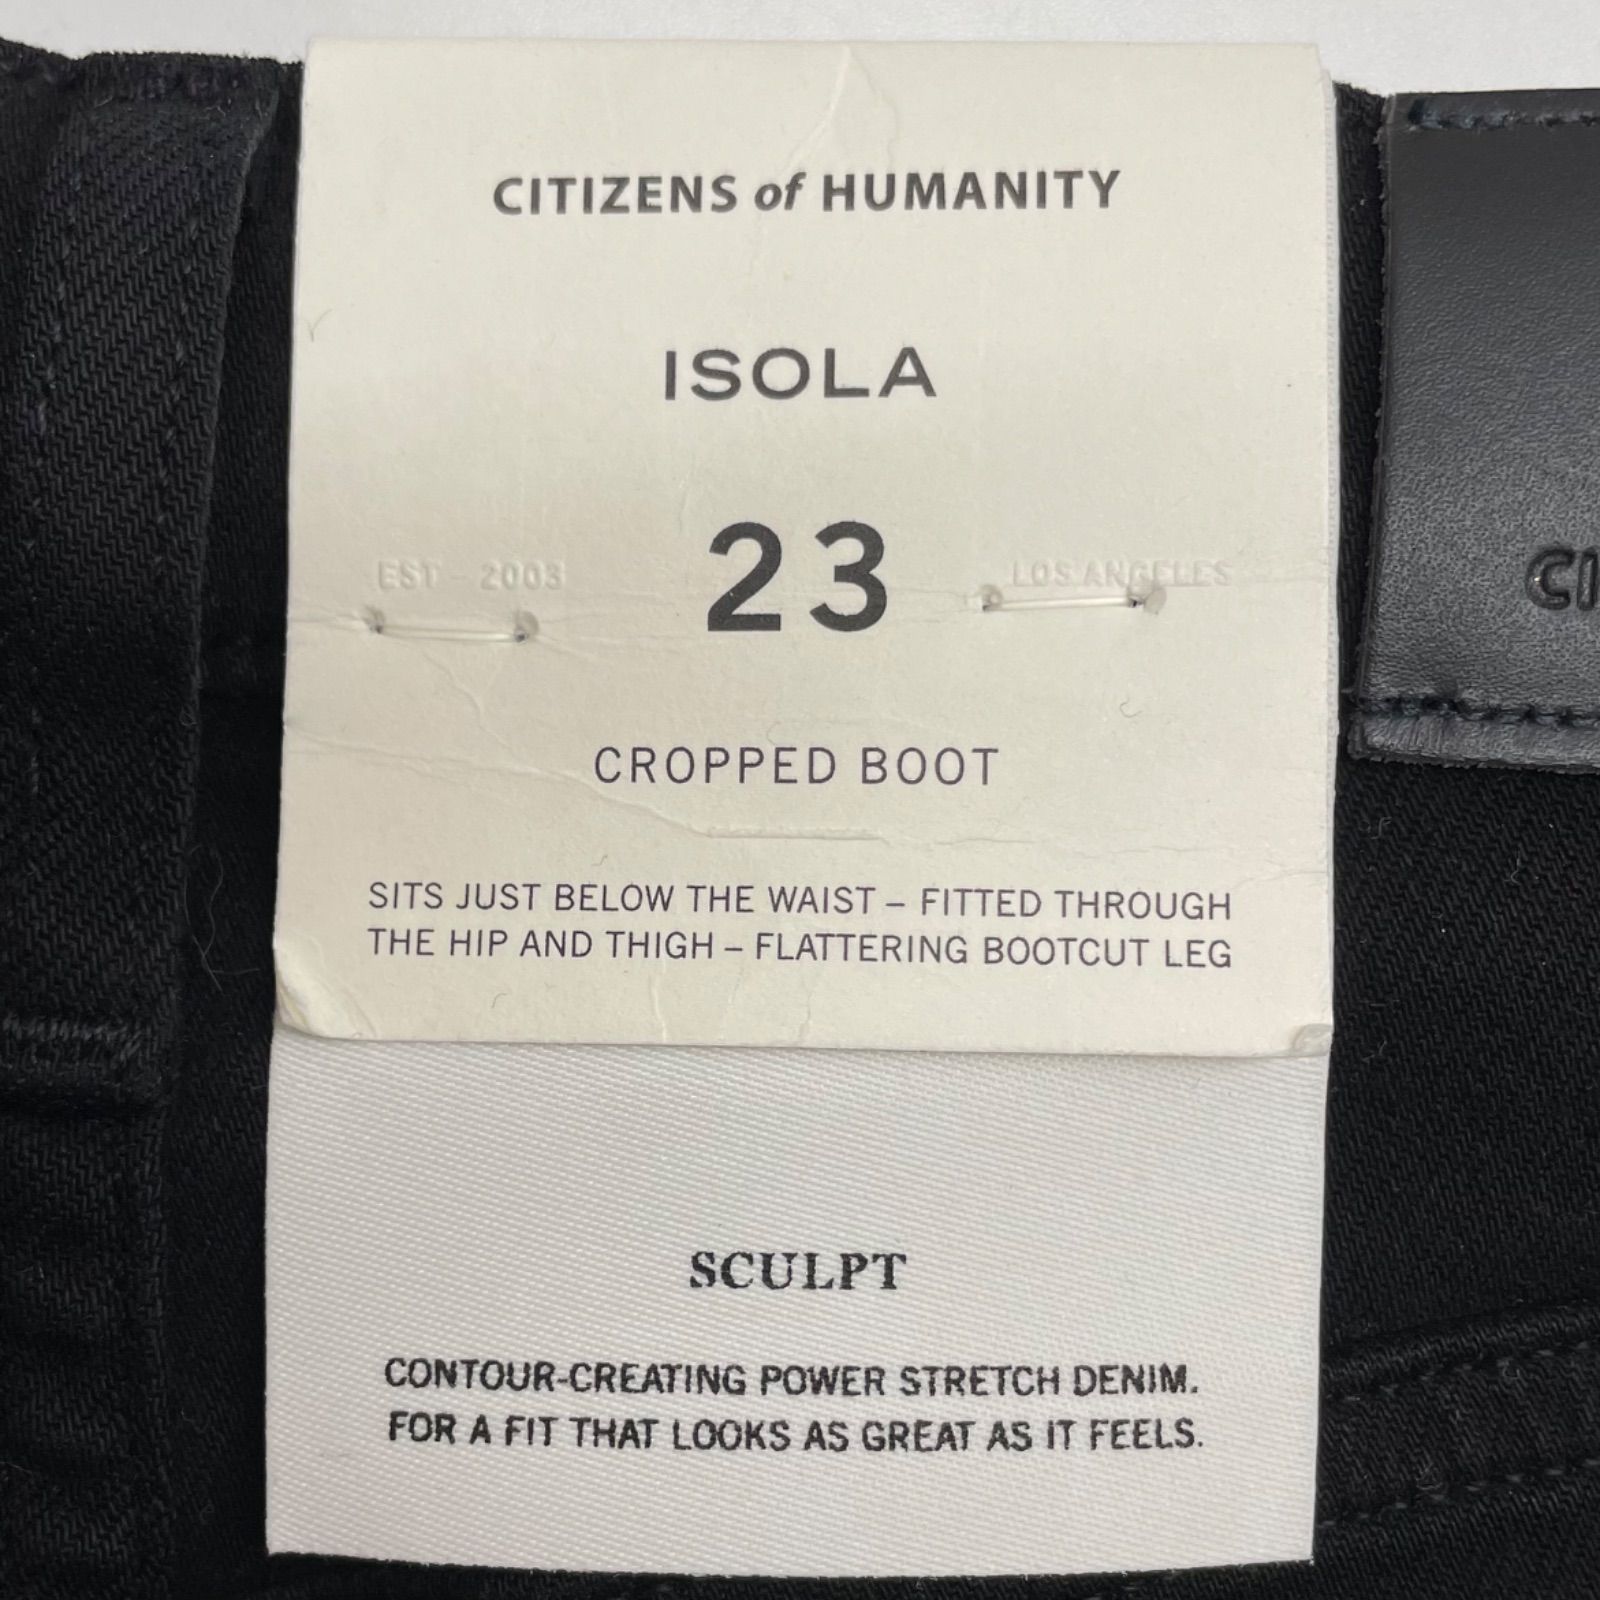 CITIZENS of HUMANITY
ISOLA
23
EST - 2003
LOS ANGELES
CROPPED BOOT
SITS JUST BELOW THE WAIST – FITTED THROUGH
THE HIP AND THIGH – FLATTERING BOOTCUT LEG
SCULPT
CONTOUR-CREATING POWER STRETCH DENIM.
FOR A FIT THAT LOOKS AS GREAT AS IT FEELS.
CI